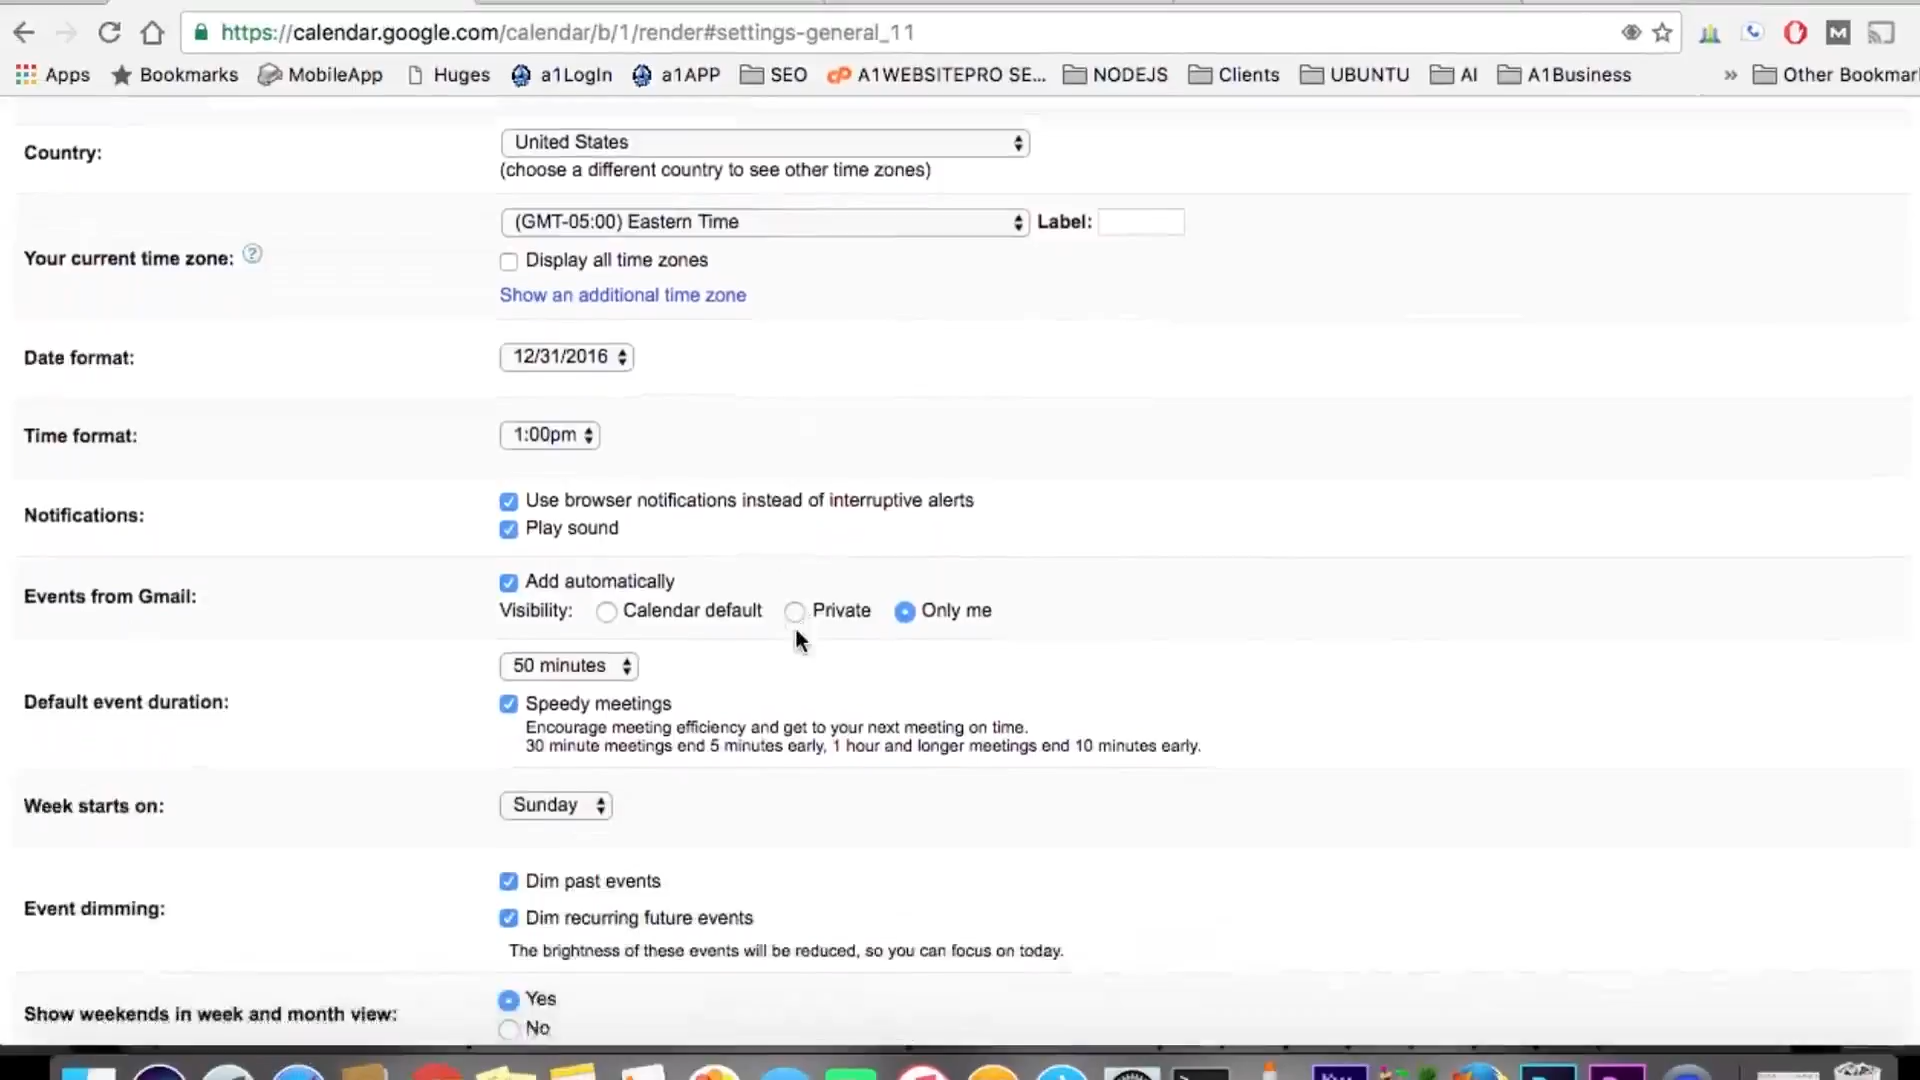 https://calendar.google.com/calendar/b/1/render#settings-general_11
Apps Bookmarks MobileApp Huges a1LogIn a1APP SEO A1WEBSITEPRO SE... NODEJS Clients UBUNTU AI A1Business » Other Bookmar
Country:
United States
(choose a different country to see other time zones)
Your current time zone: ?
(GMT-05:00) Eastern Time Label:
Display all time zones
Show an additional time zone
Date format:
12/31/2016
Time format:
1:00pm
Notifications:
Use browser notifications instead of interruptive alerts
Play sound
Events from Gmail:
Add automatically
Visibility: Calendar default Private Only me
Default event duration:
50 minutes
Speedy meetings
Encourage meeting efficiency and get to your next meeting on time.
30 minute meetings end 5 minutes early, 1 hour and longer meetings end 10 minutes early.
Week starts on:
Sunday
Event dimming:
Dim past events
Dim recurring future events
The brightness of these events will be reduced, so you can focus on today.
Show weekends in week and month view:
Yes
No